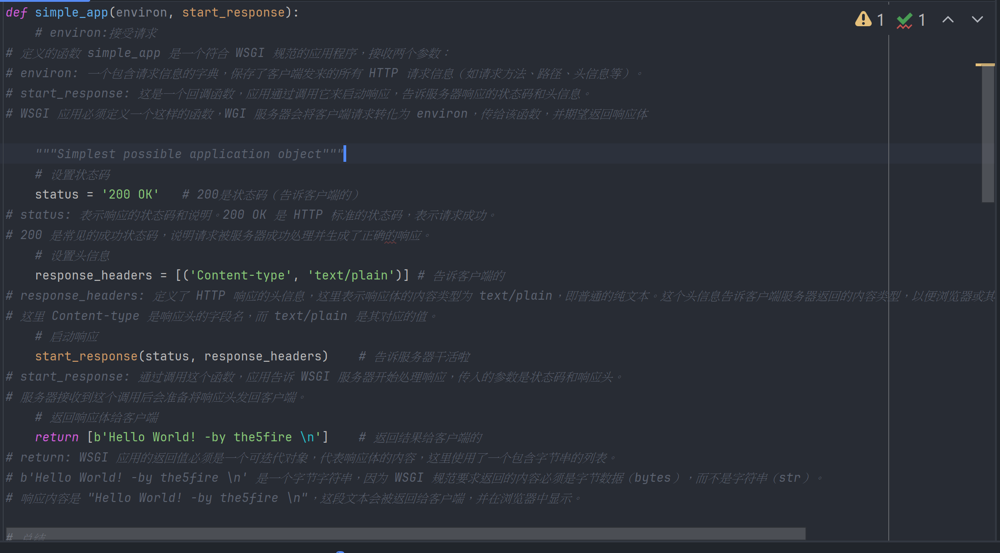 def simple_app(environ, start_response):
1 1
# environ:接受请求
# 定义的函数 simple_app 是一个符合 WSGI 规范的应用程序，接收两个参数：
# environ: 一个包含请求信息的字典，保存了客户端发来的所有 HTTP 请求信息（如请求方法、路径、头信息等）。
# start_response: 这是一个回调函数，应用通过调用它来启动响应，告诉服务器响应的状态码和头信息。
# WSGI 应用必须定义一个这样的函数，WGI 服务器会将客户端请求转化为 environ，传给该函数，并期望返回响应体
"""Simplest possible application object"""
# 设置状态码
status = '200 OK'   # 200是状态码（告诉客户端的）
# status: 表示响应的状态码和说明。200 OK 是 HTTP 标准的状态码，表示请求成功。
# 200 是常见的成功状态码，说明请求被服务器成功处理并生成了正确的响应。
# 设置头信息
response_headers = [('Content-type', 'text/plain')] # 告诉客户端的
# response_headers: 定义了 HTTP 响应的头信息，这里表示响应体的内容类型为 text/plain，即普通的纯文本。这个头信息告诉客户端服务器返回的内容类型，以便浏览器或其
# 这里 Content-type 是响应头的字段名，而 text/plain 是其对应的值。
# 启动响应
start_response(status, response_headers)    # 告诉服务器干活啦
# start_response: 通过调用这个函数，应用告诉 WSGI 服务器开始处理响应，传人的参数是状态码和响应头。
# 服务器接收到这个调用后会准备将响应头发回客户端。
# 返回响应体给客户端
return [b'Hello World! -by the5fire \n']    # 返回结果给客户端的
# return: WSGI 应用的返回值必须是一个可迭代对象，代表响应体的内容，这里使用了一个包含字节串的列表。
# b'Hello World! -by the5fire \n' 是一个字节字符串，因为 WSGI 规范要求返回的内容必须是字节数据（bytes），而不是字符串（str）。
# 响应内容是 "Hello World! -by the5fire \n"，这段文本会被返回给客户端，并在浏览器中显示。
# 总结